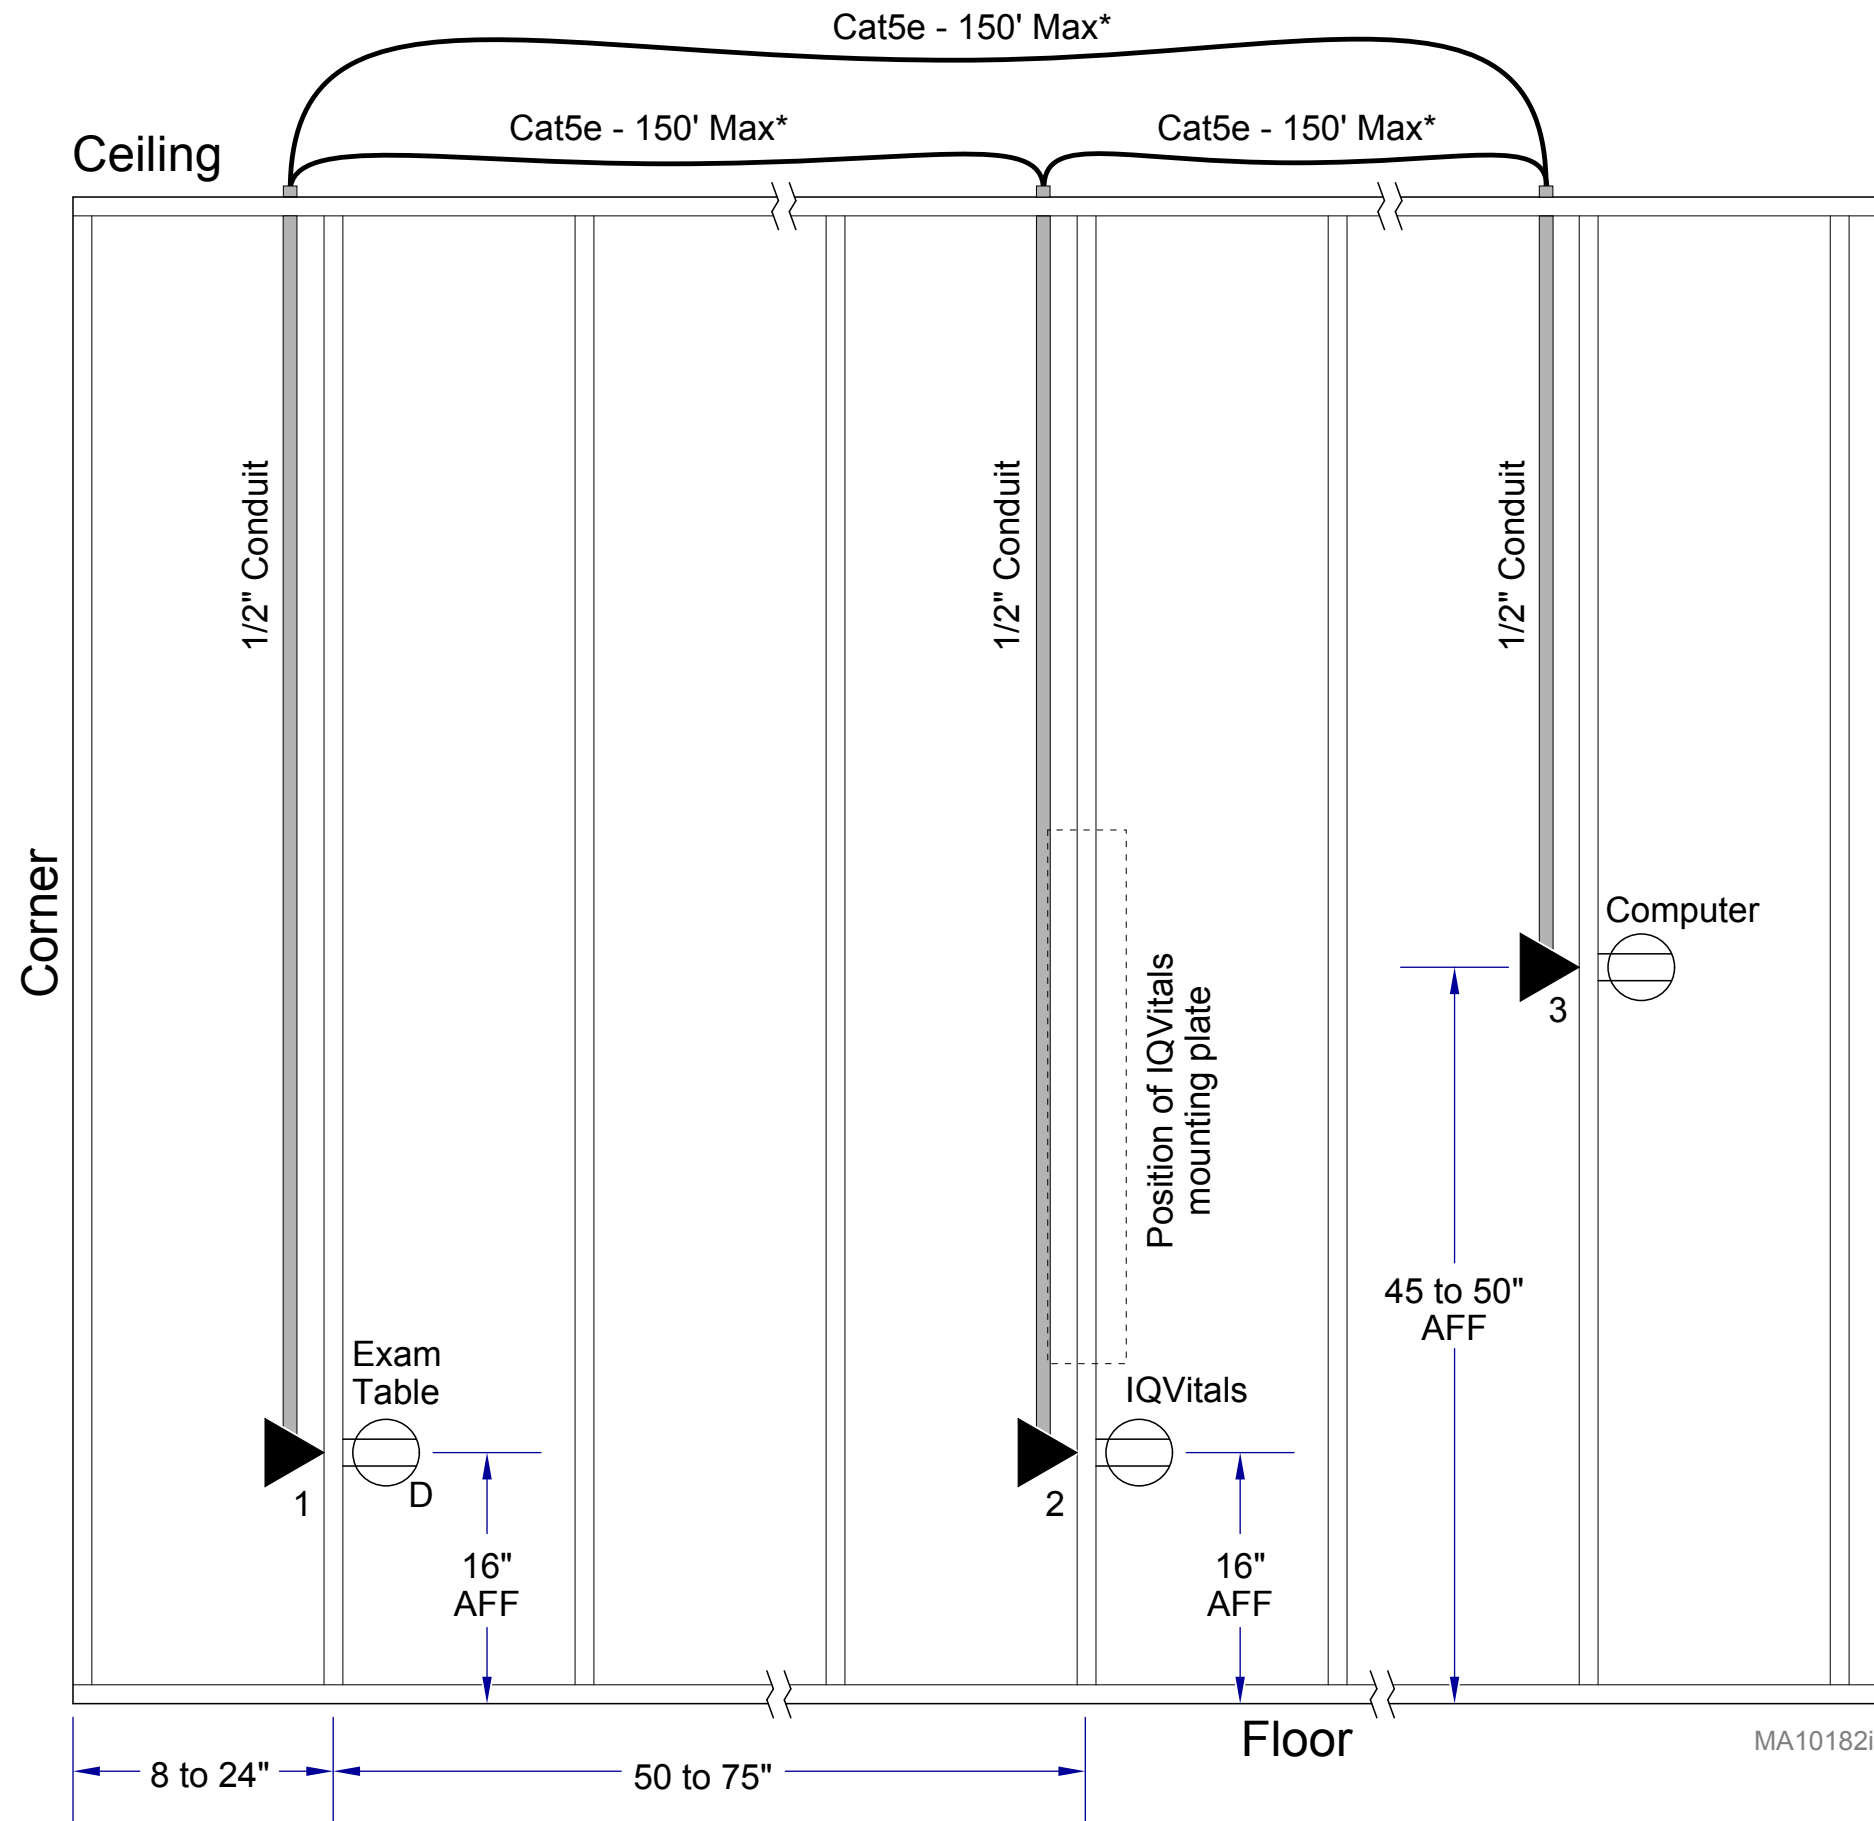 Cat5e - 150' Max*
Cat5e - 150' Max*
Cat5e - 150' Max*
Ceiling
1/2" Conduit
1/2" Conduit
1/2" Conduit
Corner
Computer
3
Position of IQVitals
mounting plate
45 to 50"
AFF
Exam
Table
IQVitals
D
1
2
16"
AFF
16"
AFF
Floor
MA10182i
8 to 24"
50 to 75"